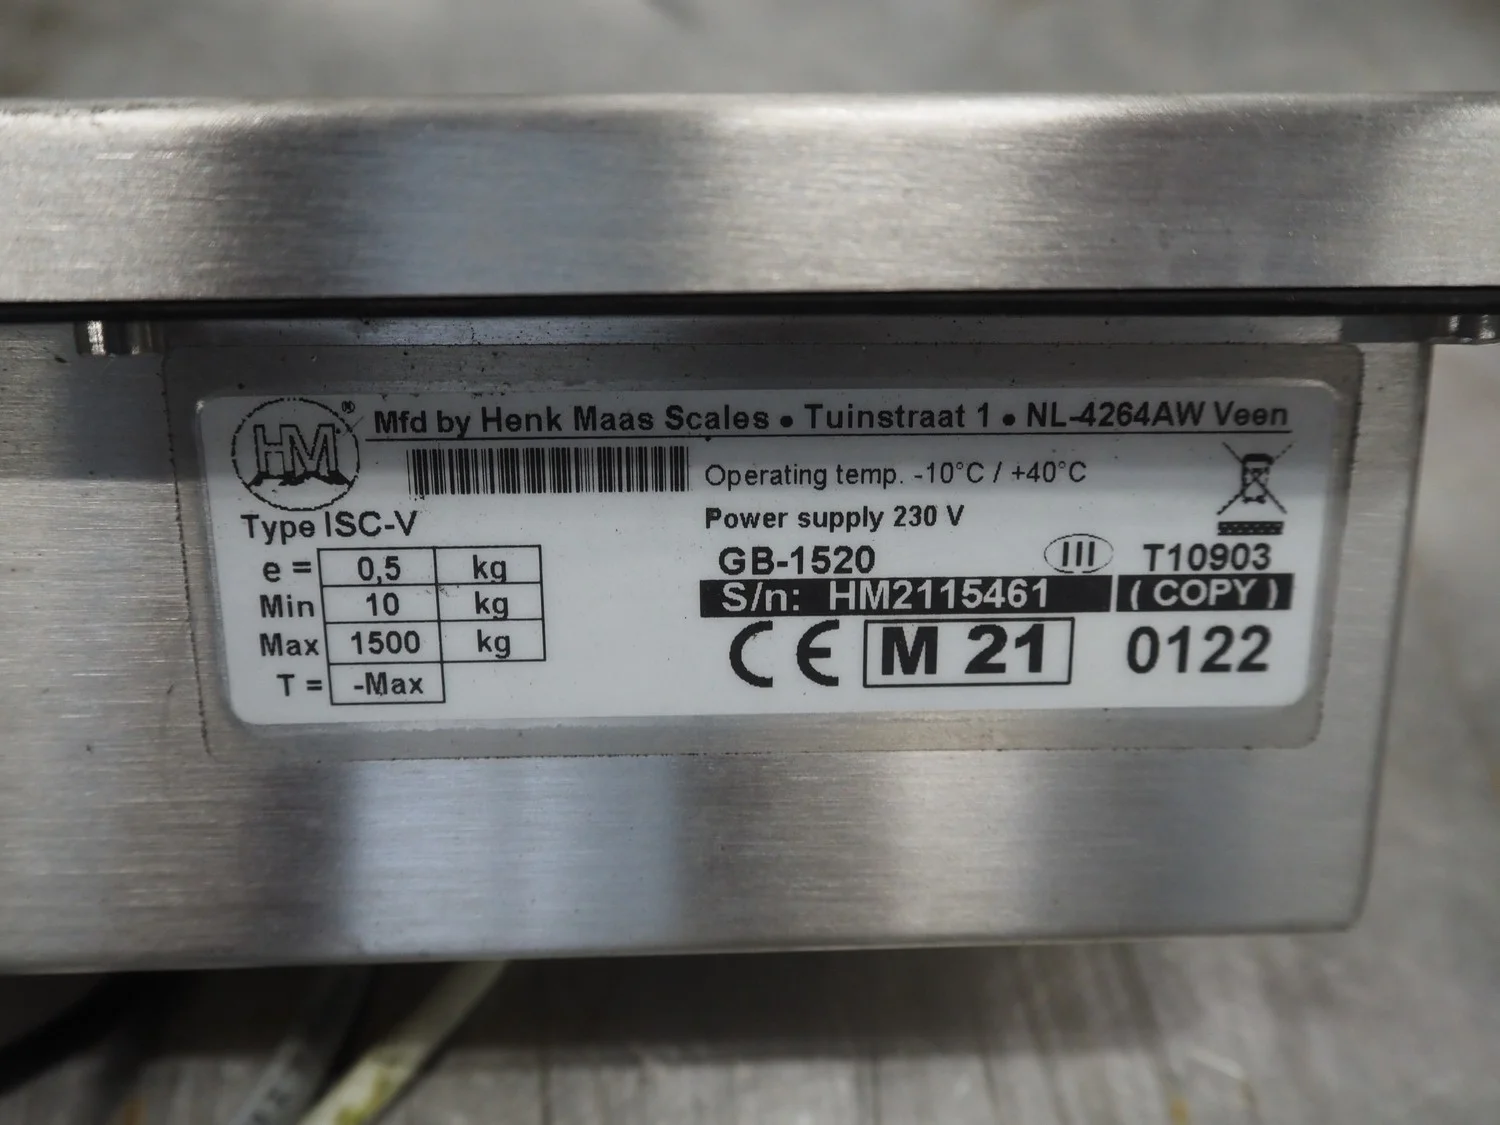 HM ®
Mfd by Henk Maas Scales • Tuinstraat 1 • NL-4264AW Veen
Operating temp. -10°C / +40°C
Type ISC-V
Power supply 230 V
e = 0,5 kg
Min 10 kg
Max 1500 kg
T = -Max
GB-1520 III T10903
S/n: HM2115461 ( COPY )
CE M 21 0122